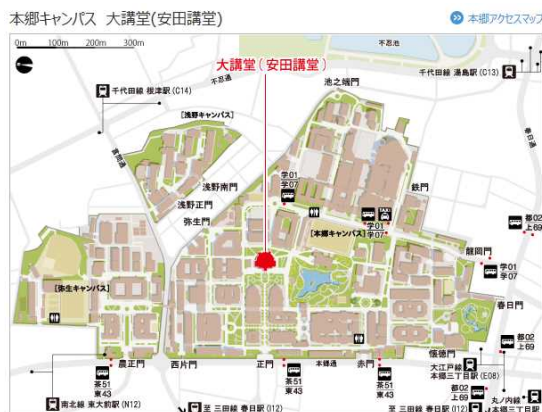 本郷キャンパス 大講堂(安田講堂)
本郷アクセスマップ
0m 100m 200m 300m
不忍池
大講堂(安田講堂)
千代田線 湯島駅(C13)
池之端門
不忍通
千代田線 根津駅(C14)
春日通
[浅野キャンパス]
言問通
学01
学07
浅野南門
鉄門
浅野正門
TAXI
都02
上69
弥生門
[本郷キャンパス]
学01
学07
龍岡門
学01
学07
[弥生キャンパス]
春日門
都02
上69
農正門
西片門
正門
本郷通
赤門
懐徳門
茶51
東43
茶51
東43
茶51
東43
大江戸線
本郷三丁目駅(E08)
都02
上69
丸ノ内線
本郷三丁目駅
南北線 東大前駅(N12)
至 三田線 春日駅(I12)
至 三田線 春日駅(I12)